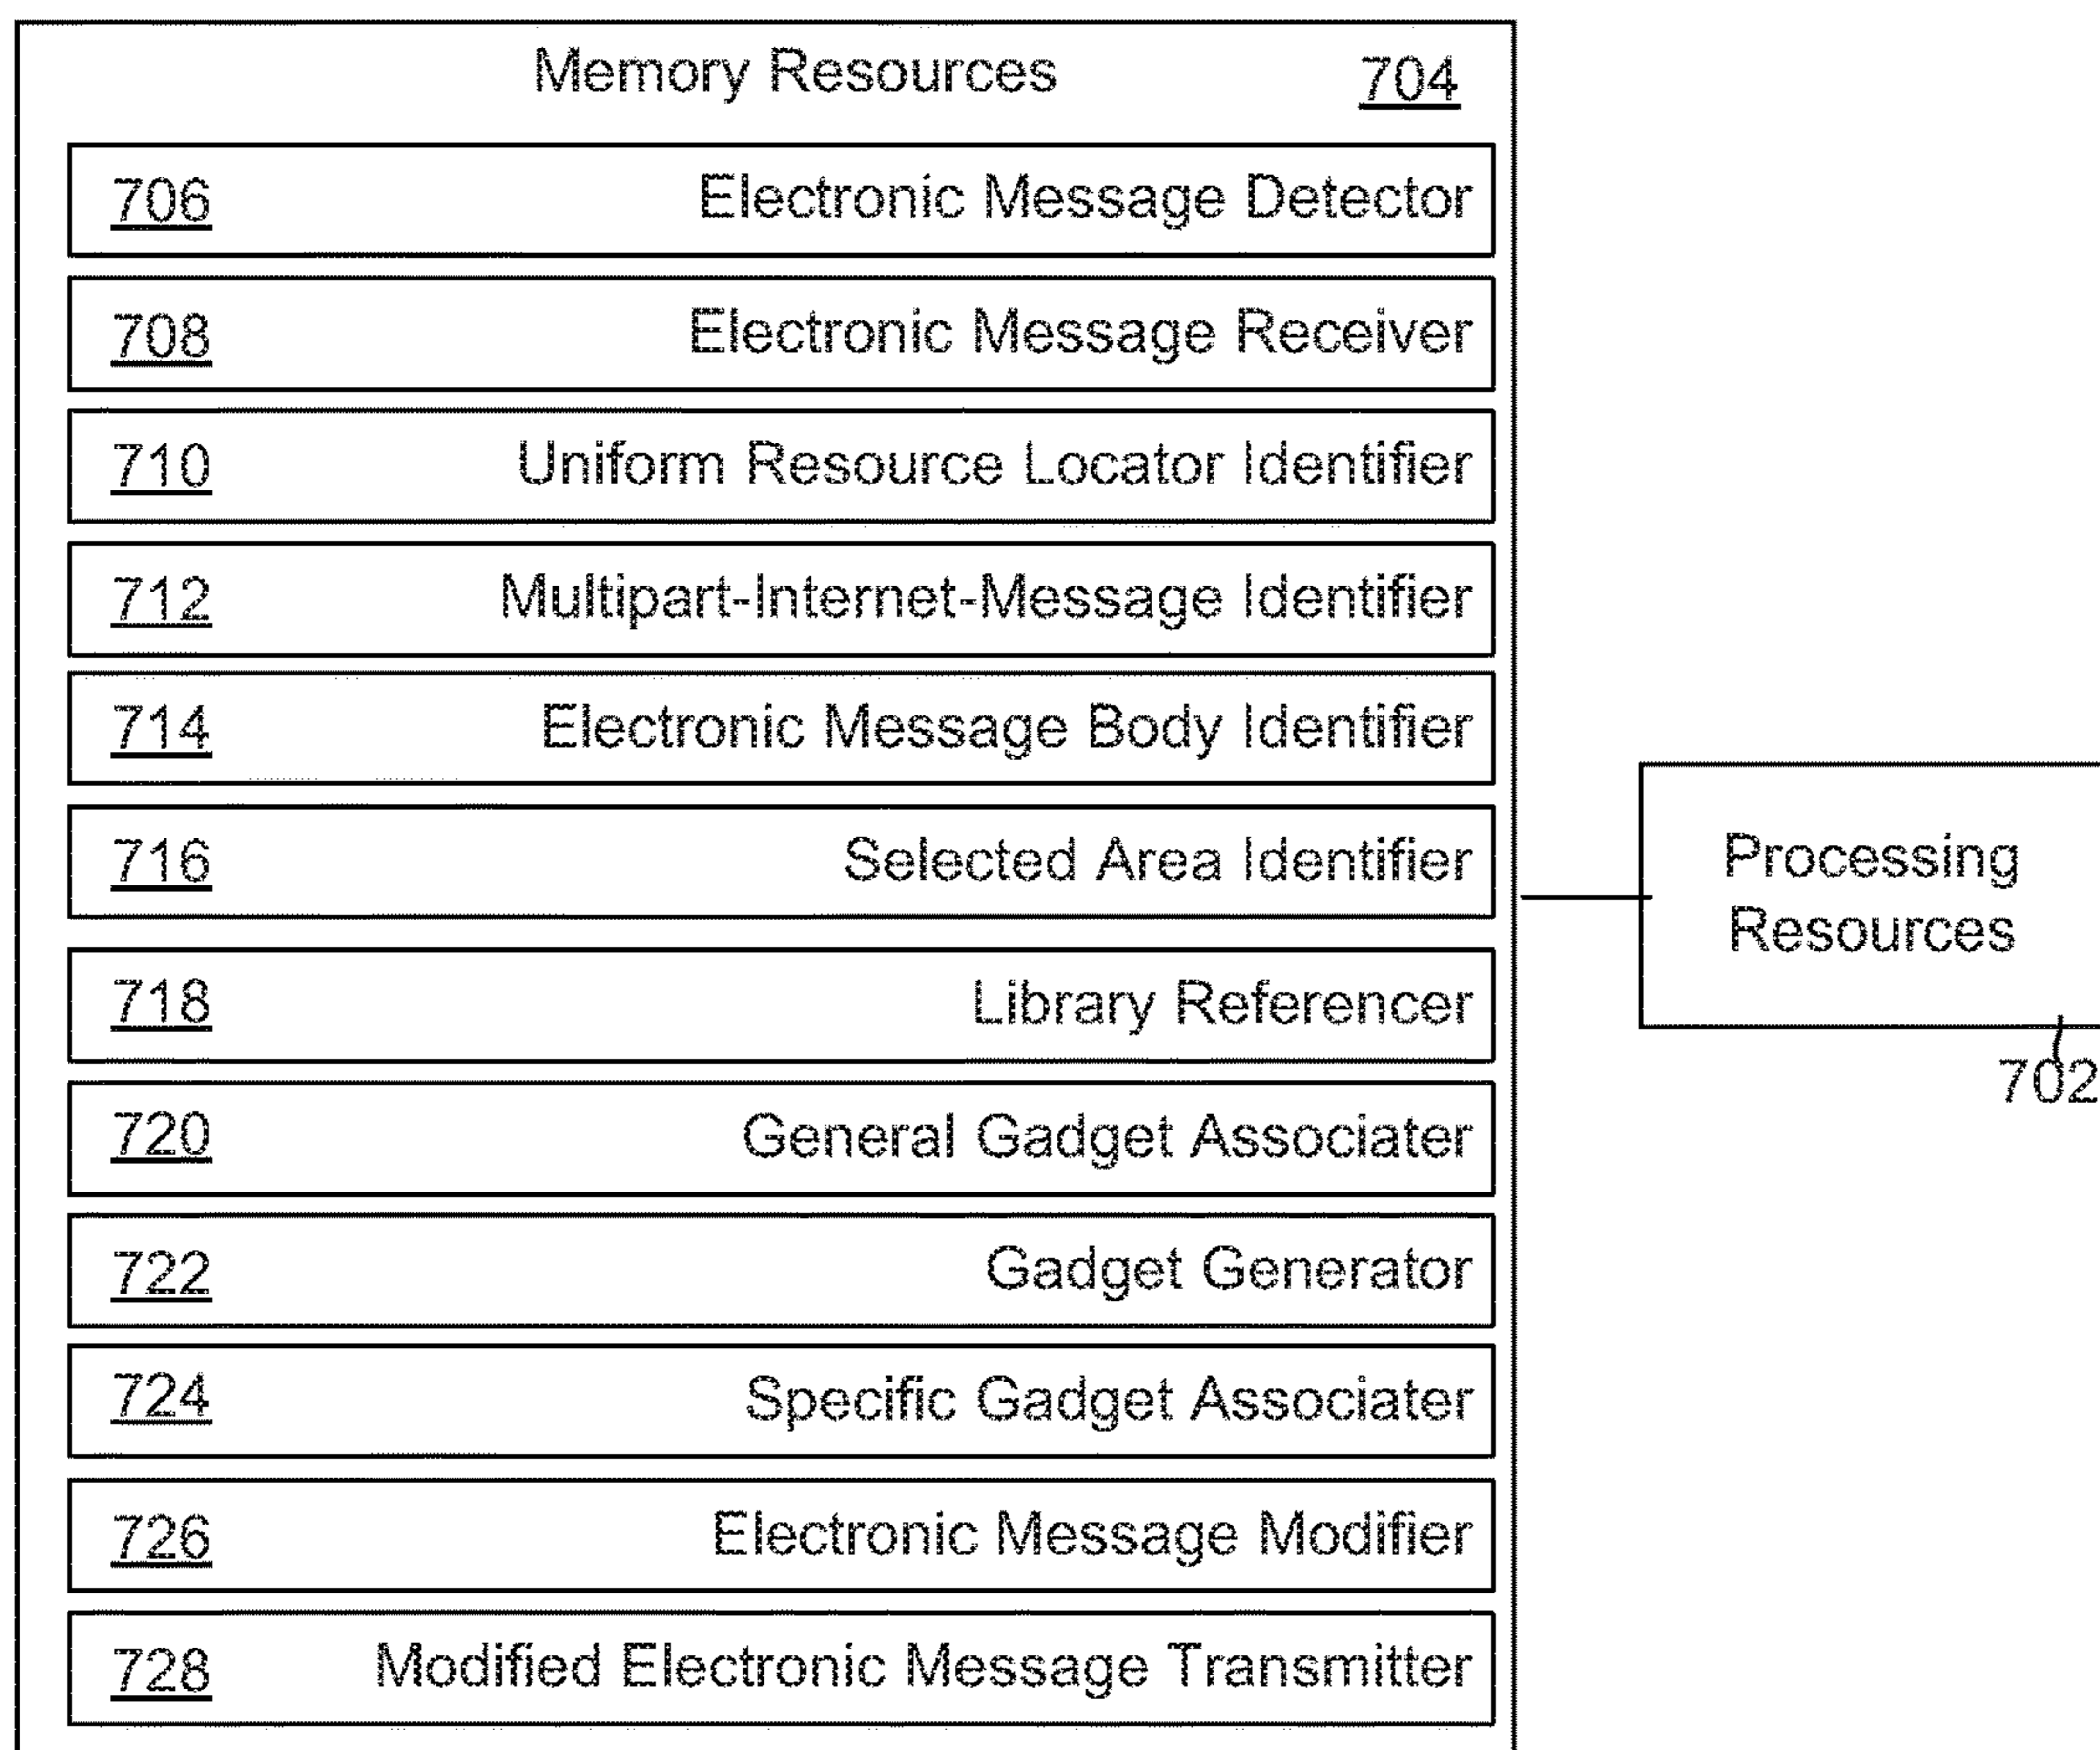 Memory Resources 704
706 Electronic Message Detector
708 Electronic Message Receiver
710 Uniform Resource Locator Identifier
712 Multipart-Internet-Message Identifier
714 Electronic Message Body Identifier
716 Selected Area Identifier
718 Library Referencer
720 General Gadget Associater
722 Gadget Generator
724 Specific Gadget Associater
726 Electronic Message Modifier
728 Modified Electronic Message Transmitter
Processing
Resources
702